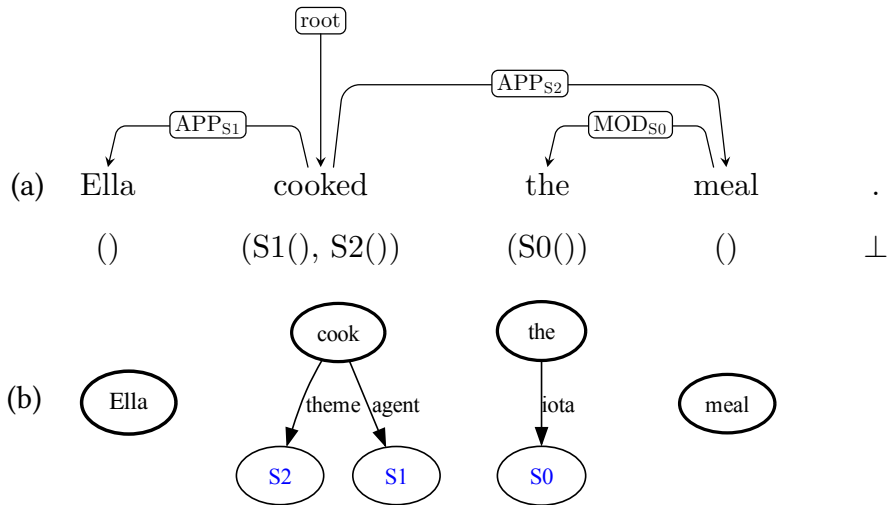 root
APP_S2
APP_S1 MOD_S0
(a) Ella cooked the meal .
() (S1(), S2()) (S0()) () ⊥
cook the
(b) Ella theme agent iota meal
S2 S1 S0